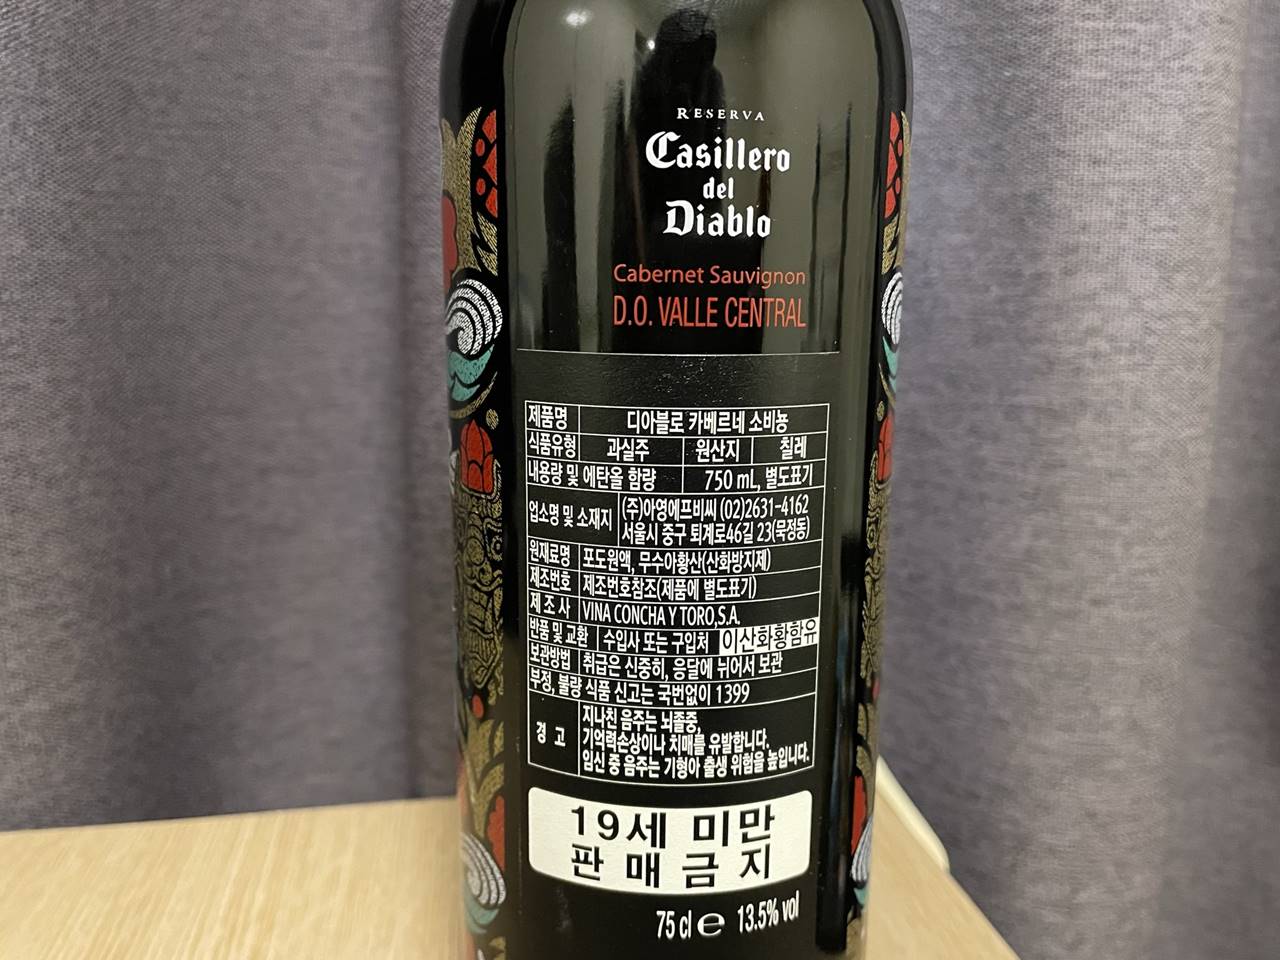 RESERVA
Casillero
del
Diablo
Cabernet Sauvignon
D.O. VALLE CENTRAL
제품명 디아블로 카베르네 소비뇽
식품유형 과실주 원산지 칠레
내용량 및 에탄올 함량 750 mL, 별도표기
업소명 및 소재지 (주)아영에프비씨 (02)2631-4162
서울시 중구 퇴계로46길 23(묵정동)
원재료명 포도원액, 무수아황산(산화방지제)
제조번호 제조번호참조(제품에 별도표기)
제 조 사 VINA CONCHA Y TORO,S.A.
반품 및 교환 수입사 또는 구입처 이산화황함유
보관방법 취급은 신중히, 응달에 뉘어서 보관
부정, 불량 식품 신고는 국번없이 1399
경 고 지나친 음주는 뇌졸중,
기억력손상이나 치매를 유발합니다.
임신 중 음주는 기형아 출생 위험을 높입니다.
19세 미만
판 매 금 지
75 cl e 13.5% vol